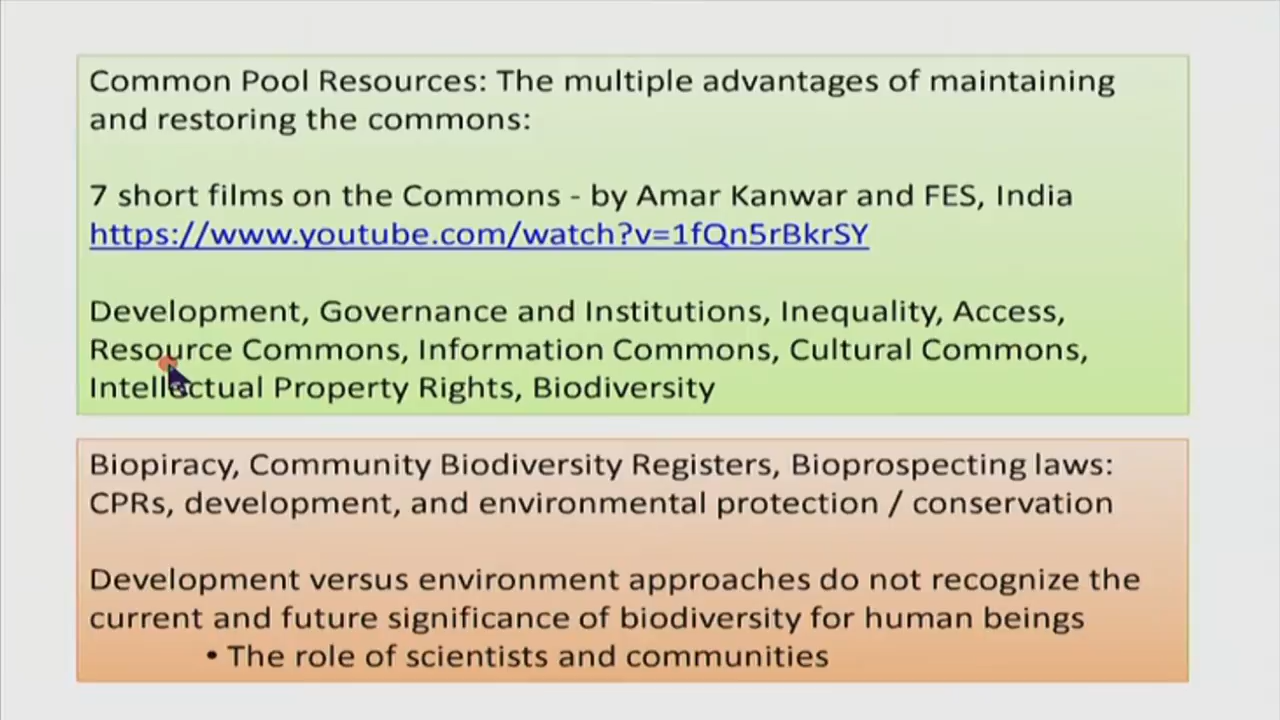 Common Pool Resources: The multiple advantages of maintaining
and restoring the commons:
7 short films on the Commons - by Amar Kanwar and FES, India
https://www.youtube.com/watch?v=1fQn5rBkrSY
Development, Governance and Institutions, Inequality, Access,
Resource Commons, Information Commons, Cultural Commons,
Intellectual Property Rights, Biodiversity
Biopiracy, Community Biodiversity Registers, Bioprospecting laws:
CPRs, development, and environmental protection / conservation
Development versus environment approaches do not recognize the
current and future significance of biodiversity for human beings
• The role of scientists and communities